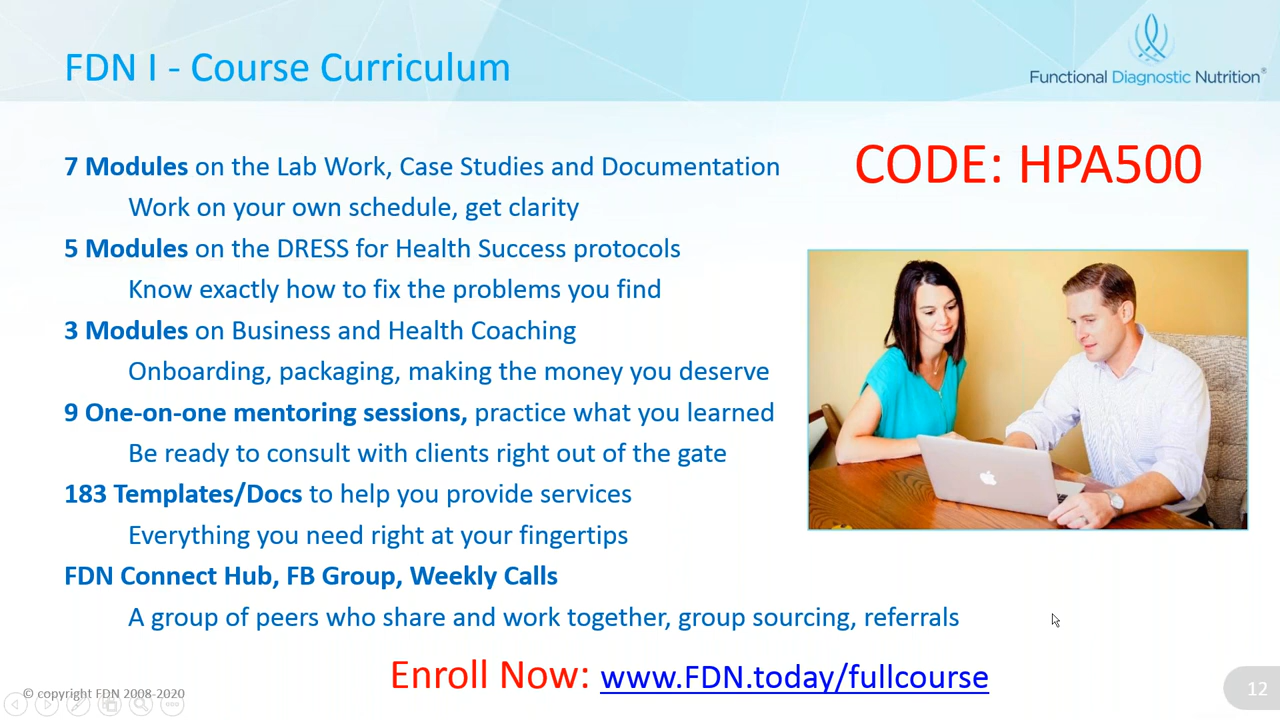 FDN I - Course Curriculum
Functional Diagnostic Nutrition®
7 Modules on the Lab Work, Case Studies and Documentation
Work on your own schedule, get clarity
5 Modules on the DRESS for Health Success protocols
Know exactly how to fix the problems you find
3 Modules on Business and Health Coaching
Onboarding, packaging, making the money you deserve
9 One-on-one mentoring sessions, practice what you learned
Be ready to consult with clients right out of the gate
183 Templates/Docs to help you provide services
Everything you need right at your fingertips
FDN Connect Hub, FB Group, Weekly Calls
A group of peers who share and work together, group sourcing, referrals
CODE: HPA500
Enroll Now: www.FDN.today/fullcourse
© copyright FDN 2008-2020
12